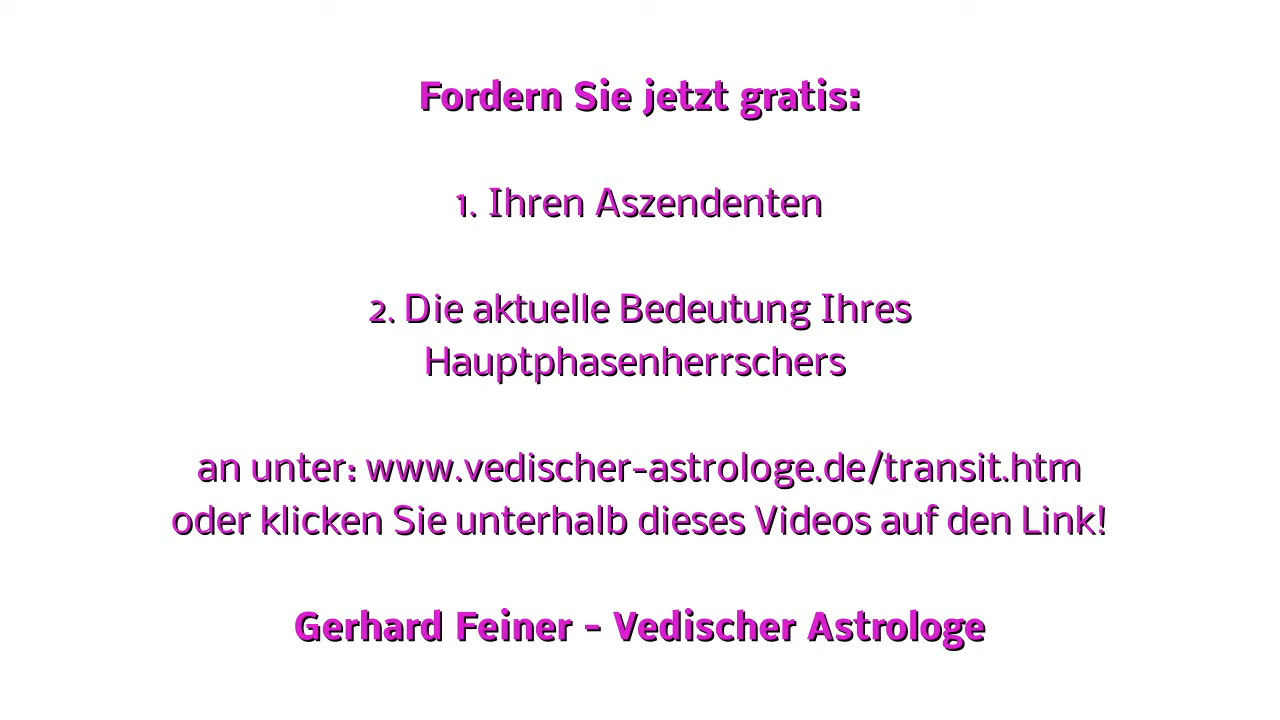 Fordern Sie jetzt gratis:
1. Ihren Aszendenten
2. Die aktuelle Bedeutung Ihres
Hauptphasenherrschers
an unter: www.vedischer-astrologe.de/transit.htm
oder klicken Sie unterhalb dieses Videos auf den Link!
Gerhard Feiner - Vedischer Astrologe